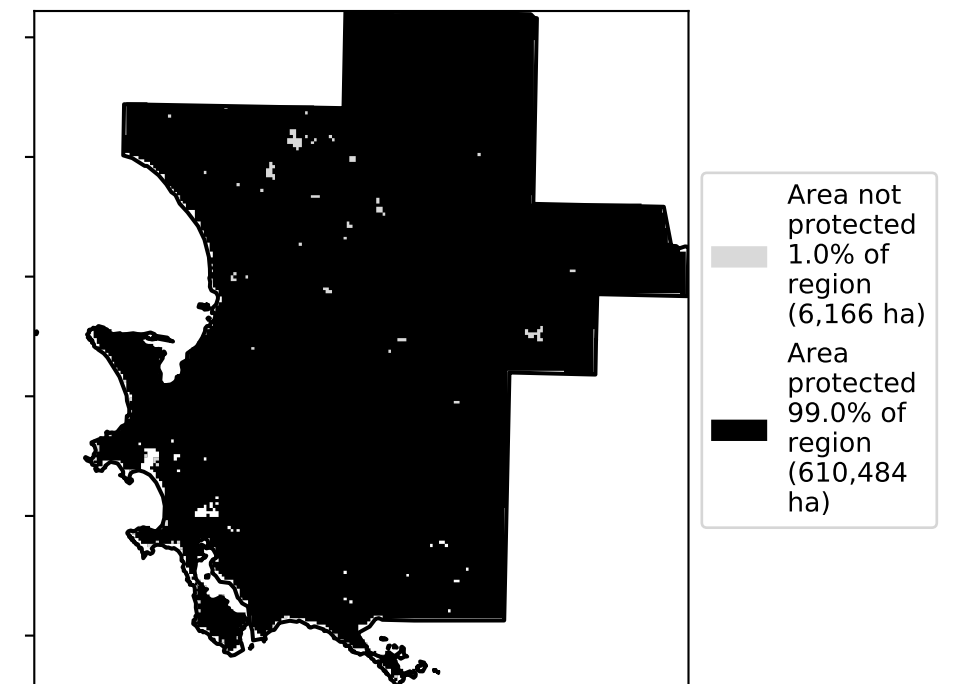 Area not
protected
1.0% of
region
(6,166 ha)
Area
protected
99.0% of
region
(610,484
ha)